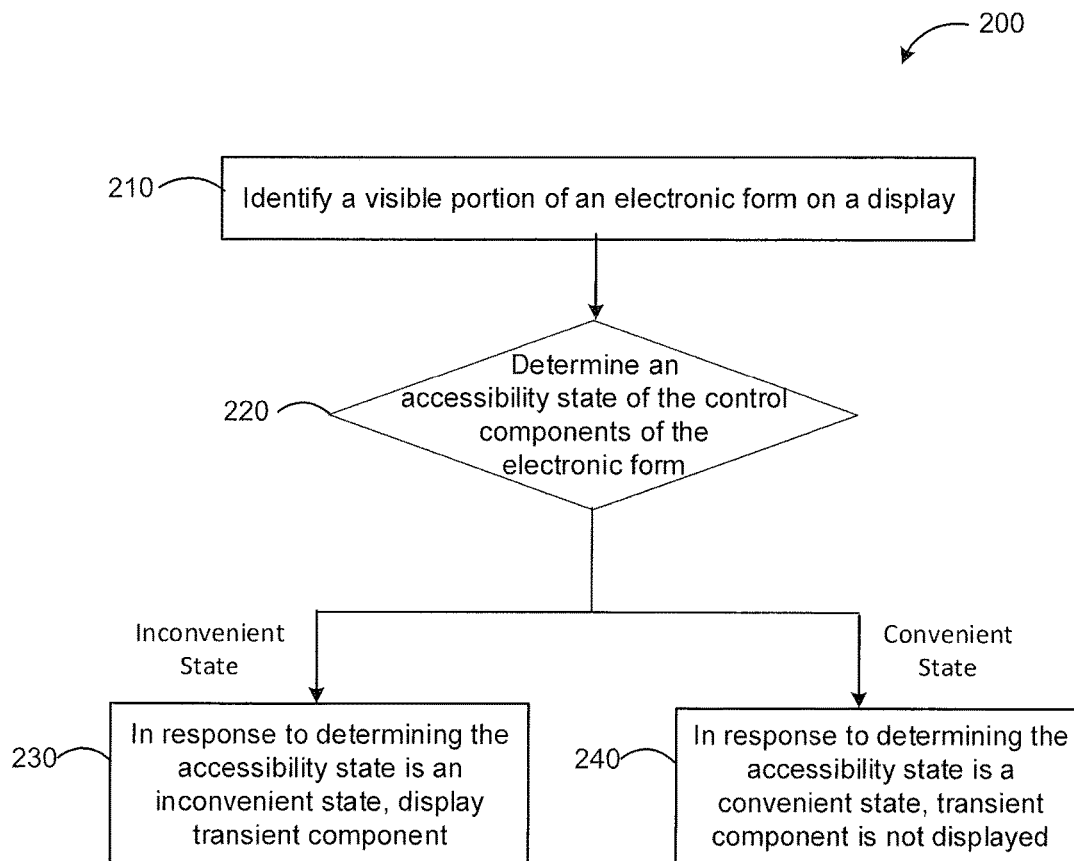 200
210
Identify a visible portion of an electronic form on a display
220
Determine an
accessibility state of the control
components of the
electronic form
Inconvenient
State
Convenient
State
230
In response to determining the
accessibility state is an
inconvenient state, display
transient component
240
In response to determining the
accessibility state is a
convenient state, transient
component is not displayed